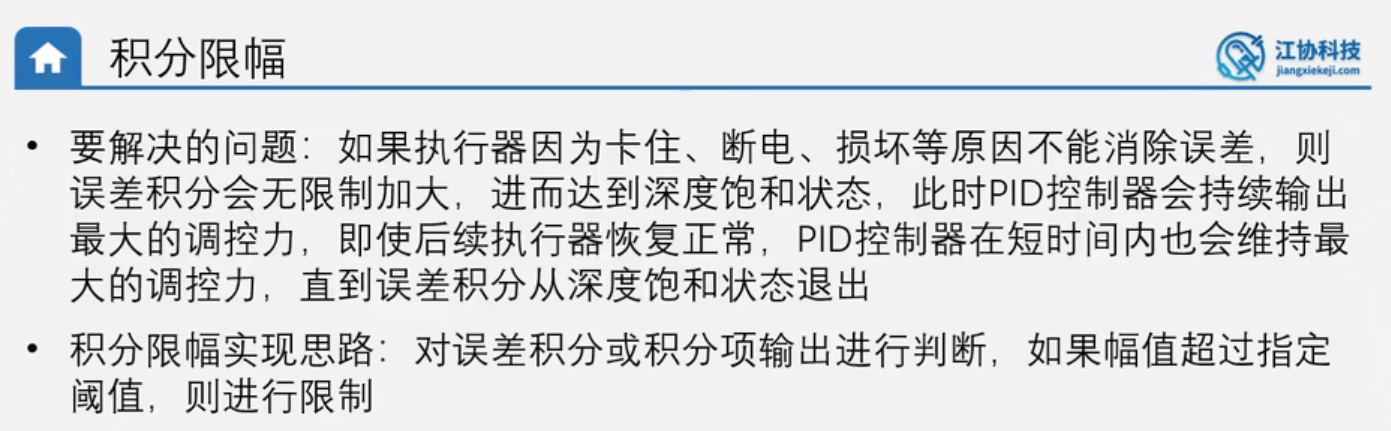 积分限幅
江协科技
jiangxiekeji.com
• 要解决的问题：如果执行器因为卡住、断电、损坏等原因不能消除误差，则
误差积分会无限制加大，进而达到深度饱和状态，此时PID控制器会持续输出
最大的调控力，即使后续执行器恢复正常，PID控制器在短时间内也会维持最
大的调控力，直到误差积分从深度饱和状态退出
• 积分限幅实现思路：对误差积分或积分项输出进行判断，如果幅值超过指定
阈值，则进行限制